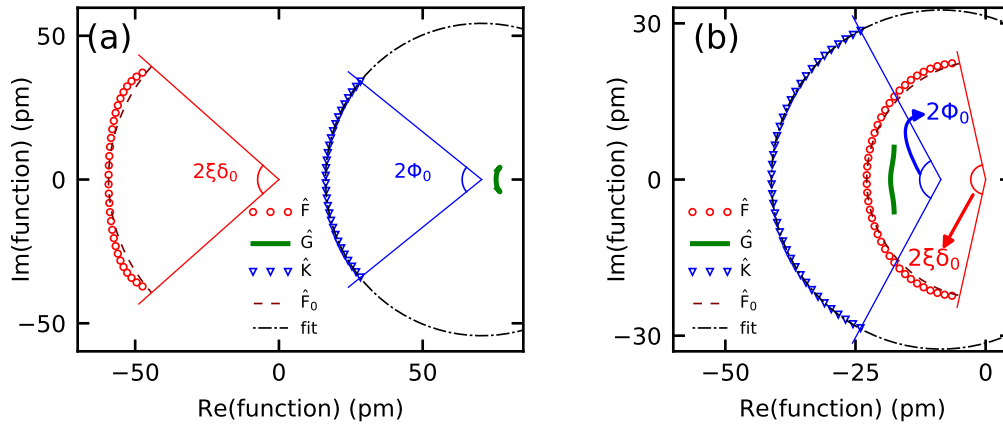 (a)
Im(function) (pm)
50
0
−50
2ξδ₀
2Φ₀
F̂
Ĝ
K̂
F̂₀
fit
−50
0
50
Re(function) (pm)
(b)
Im(function) (pm)
30
0
−30
2Φ₀
2ξδ₀
F̂
Ĝ
K̂
F̂₀
fit
−50
−25
0
Re(function) (pm)